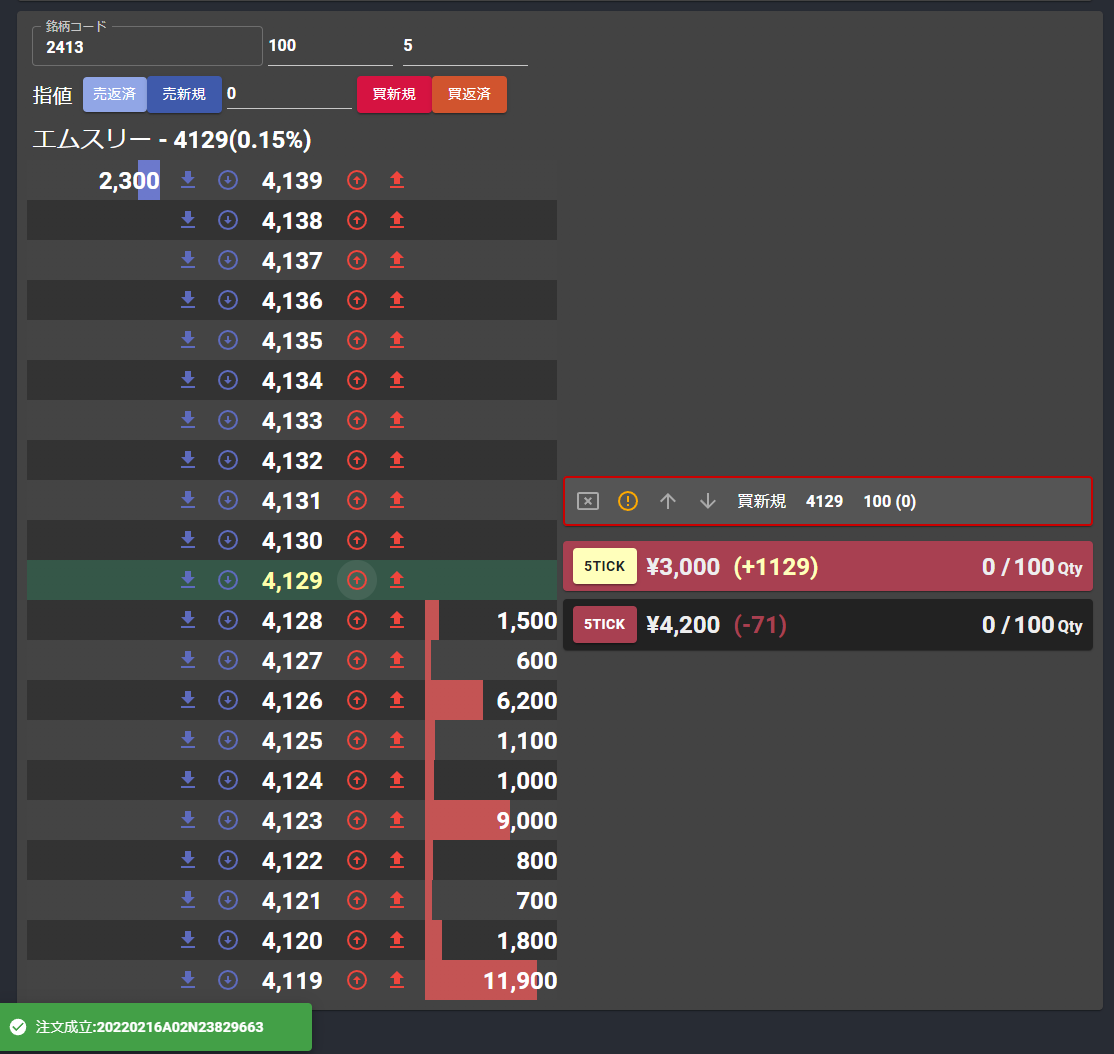 銘柄コード
2413 100 5
指値 売返済 売新規 0 買新規 買返済
エムスリー - 4129(0.15%)
2,300 4,139
4,138
4,137
4,136
4,135
4,134
4,133
4,132
4,131
4,130
4,129
4,128 1,500
4,127 600
4,126 6,200
4,125 1,100
4,124 1,000
4,123 9,000
4,122 800
4,121 700
4,120 1,800
4,119 11,900
買新規 4129 100 (0)
5TICK ¥3,000 (+1129) 0 / 100 Qty
5TICK ¥4,200 (-71) 0 / 100 Qty
注文成立:20220216A02N23829663